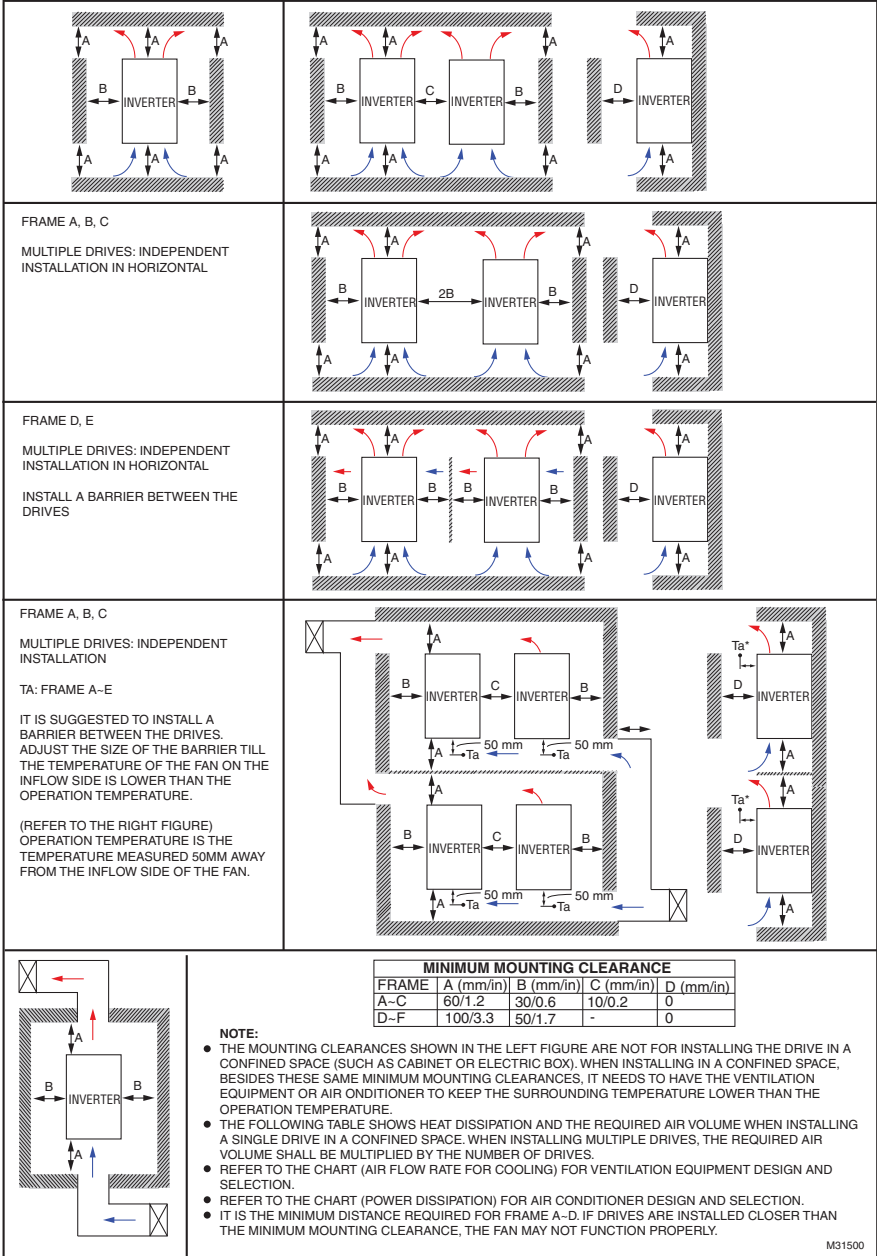 A A A
B B
INVERTER
A A A
A A A A
B C B D
INVERTER INVERTER INVERTER
A A A A
FRAME A, B, C
MULTIPLE DRIVES: INDEPENDENT
INSTALLATION IN HORIZONTAL
A A A A
B 2B B D
INVERTER INVERTER INVERTER
A A A A
FRAME D, E
MULTIPLE DRIVES: INDEPENDENT
INSTALLATION IN HORIZONTAL
INSTALL A BARRIER BETWEEN THE
DRIVES
A A A A
B B B B D
INVERTER INVERTER INVERTER
A A A A
FRAME A, B, C
MULTIPLE DRIVES: INDEPENDENT
INSTALLATION
TA: FRAME A~E
IT IS SUGGESTED TO INSTALL A
BARRIER BETWEEN THE DRIVES.
ADJUST THE SIZE OF THE BARRIER TILL
THE TEMPERATURE OF THE FAN ON THE
INFLOW SIDE IS LOWER THAN THE
OPERATION TEMPERATURE.
(REFER TO THE RIGHT FIGURE)
OPERATION TEMPERATURE IS THE
TEMPERATURE MEASURED 50MM AWAY
FROM THE INFLOW SIDE OF THE FAN.
A A
Ta*
B C B D
INVERTER INVERTER INVERTER
50 mm 50 mm
A Ta Ta A
A A
Ta*
B C B D
INVERTER INVERTER INVERTER
50 mm 50 mm
A Ta Ta A
A
B B
INVERTER
A
MINIMUM MOUNTING CLEARANCE
FRAME A (mm/in) B (mm/in) C (mm/in) D (mm/in)
A~C 60/1.2 30/0.6 10/0.2 0
D~F 100/3.3 50/1.7 - 0
NOTE:
● THE MOUNTING CLEARANCES SHOWN IN THE LEFT FIGURE ARE NOT FOR INSTALLING THE DRIVE IN A
CONFINED SPACE (SUCH AS CABINET OR ELECTRIC BOX). WHEN INSTALLING IN A CONFINED SPACE,
BESIDES THESE SAME MINIMUM MOUNTING CLEARANCES, IT NEEDS TO HAVE THE VENTILATION
EQUIPMENT OR AIR ONDITIONER TO KEEP THE SURROUNDING TEMPERATURE LOWER THAN THE
OPERATION TEMPERATURE.
● THE FOLLOWING TABLE SHOWS HEAT DISSIPATION AND THE REQUIRED AIR VOLUME WHEN INSTALLING
A SINGLE DRIVE IN A CONFINED SPACE. WHEN INSTALLING MULTIPLE DRIVES, THE REQUIRED AIR
VOLUME SHALL BE MULTIPLIED BY THE NUMBER OF DRIVES.
● REFER TO THE CHART (AIR FLOW RATE FOR COOLING) FOR VENTILATION EQUIPMENT DESIGN AND
SELECTION.
● REFER TO THE CHART (POWER DISSIPATION) FOR AIR CONDITIONER DESIGN AND SELECTION.
● IT IS THE MINIMUM DISTANCE REQUIRED FOR FRAME A~D. IF DRIVES ARE INSTALLED CLOSER THAN
THE MINIMUM MOUNTING CLEARANCE, THE FAN MAY NOT FUNCTION PROPERLY.
M31500